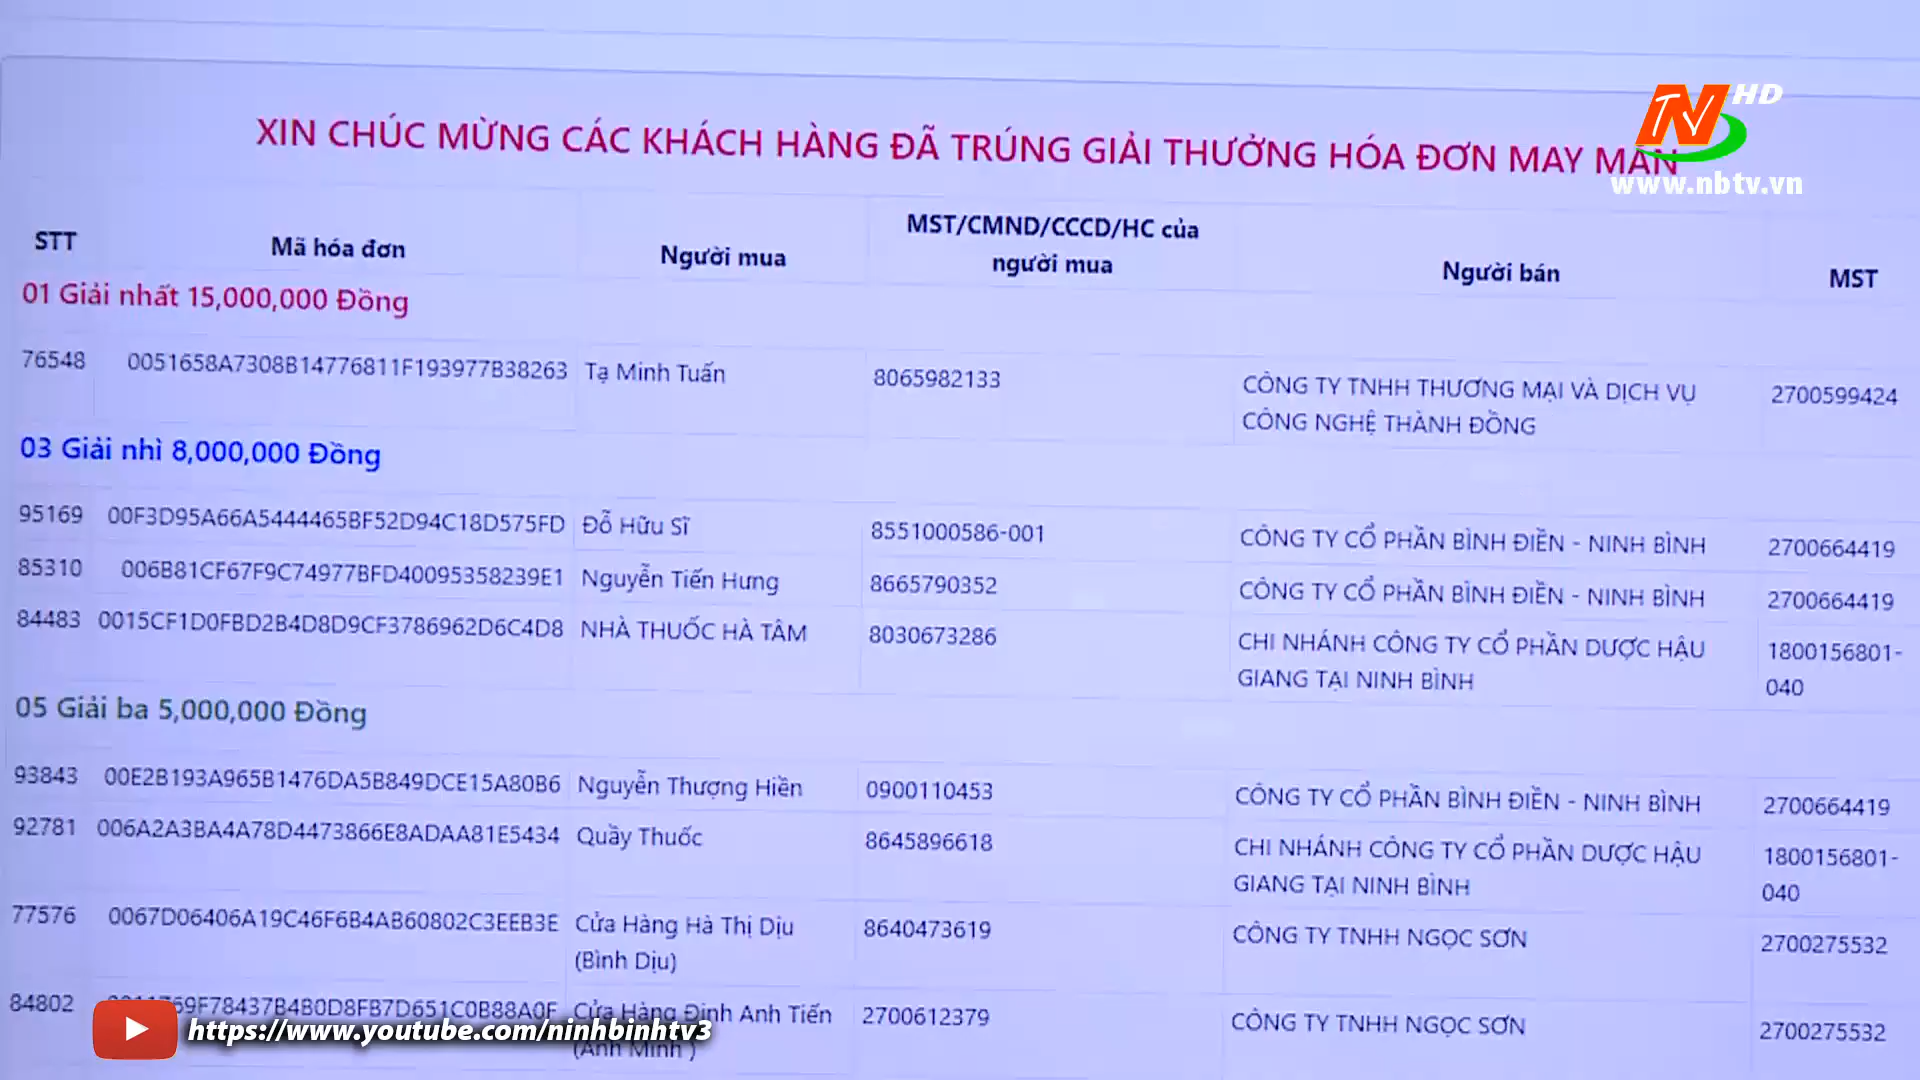 XIN CHÚC MỪNG CÁC KHÁCH HÀNG ĐÃ TRÚNG GIẢI THƯỞNG HÓA ĐƠN MAY MẮN
TV N HD
www.nbtv.vn
STT Mã hóa đơn Người mua MST/CMND/CCCD/HC của người mua Người bán MST
01 Giải nhất 15,000,000 Đồng
76548 0051658A7308B14776811F193977B38263 Tạ Minh Tuấn 8065982133 CÔNG TY TNHH THƯƠNG MẠI VÀ DỊCH VỤ 2700599424
CÔNG NGHỆ THÀNH ĐỒNG
03 Giải nhì 8,000,000 Đồng
95169 00F3D95A66A5444465BF52D94C18D575FD Đỗ Hữu Sĩ 8551000586-001 CÔNG TY CỔ PHẦN BÌNH ĐIỀN - NINH BÌNH 2700664419
85310 006B81CF67F9C74977BFD40095358239E1 Nguyễn Tiến Hưng 8665790352 CÔNG TY CỔ PHẦN BÌNH ĐIỀN - NINH BÌNH 2700664419
84483 0015CF1D0FBD2B4D8D9CF3786962D6C4D8 NHÀ THUỐC HÀ TÂM 8030673286 CHI NHÁNH CÔNG TY CỔ PHẦN DƯỢC HẬU 1800156801-
GIANG TẠI NINH BÌNH 040
05 Giải ba 5,000,000 Đồng
93843 00E2B193A965B1476DA5B849DCE15A80B6 Nguyễn Thượng Hiền 0900110453 CÔNG TY CỔ PHẦN BÌNH ĐIỀN - NINH BÌNH 2700664419
92781 006A2A3BA4A78D4473866E8ADAA81E5434 Quầy Thuốc 8645896618 CHI NHÁNH CÔNG TY CỔ PHẦN DƯỢC HẬU 1800156801-
GIANG TẠI NINH BÌNH 040
77576 0067D06406A19C46F6B4AB60802C3EEB3E Cửa Hàng Hà Thị Dịu 8640473619 CÔNG TY TNHH NGỌC SƠN 2700275532
(Bình Dịu)
84802 Cửa Hàng Đinh Anh Tiến 2700612379 CÔNG TY TNHH NGỌC SƠN 2700275532
(Anh Minh )
https://www.youtube.com/ninhbinhtv3